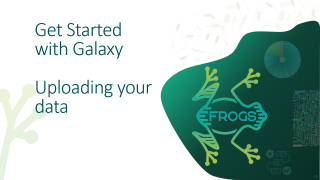 Get Started
with Galaxy
Uploading your
data
FROGS